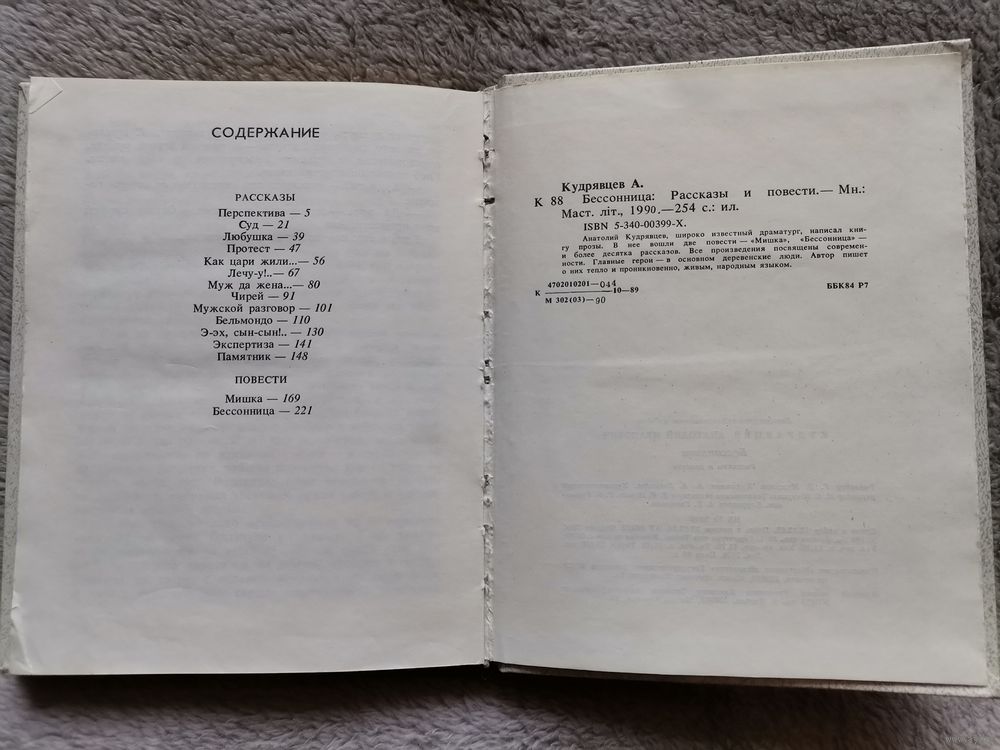 СОДЕРЖАНИЕ
РАССКАЗЫ
Перспектива — 5
Суд — 21
Любушка — 39
Протест — 47
Как цари жили...— 56
Лечу-у!..— 67
Муж да жена...— 80
Чирей — 91
Мужской разговор — 101
Бельмондо — 110
Э-эх, сын-сын!..— 130
Экспертиза — 141
Памятник — 148
ПОВЕСТИ
Мишка — 169
Бессонница — 221
Кудрявцев А.
К 88 Бессонница: Рассказы и повести.— Мн.:
Маст. літ., 1990.—254 с.: ил.
ISBN 5-340-00399-X.
Анатолий Кудрявцев, широко известный драматург, написал кни-
гу прозы. В нее вошли две повести — «Мишка», «Бессонница» —
и более десятка рассказов. Все произведения посвящены современ-
ности. Главные герои — в основном деревенские люди. Автор пишет
о них тепло и проникновенно, живым, народным языком.
4702010201—044
К ———10—89
М 302(03)—90
ББК84 Р7